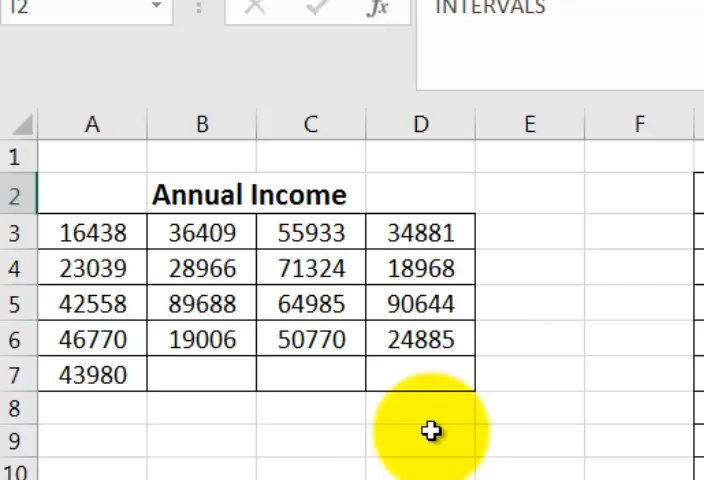 I2 fx INTERVALS
A B C D E F
1
2 Annual Income
3 16438 36409 55933 34881
4 23039 28966 71324 18968
5 42558 89688 64985 90644
6 46770 19006 50770 24885
7 43980
8
9
10